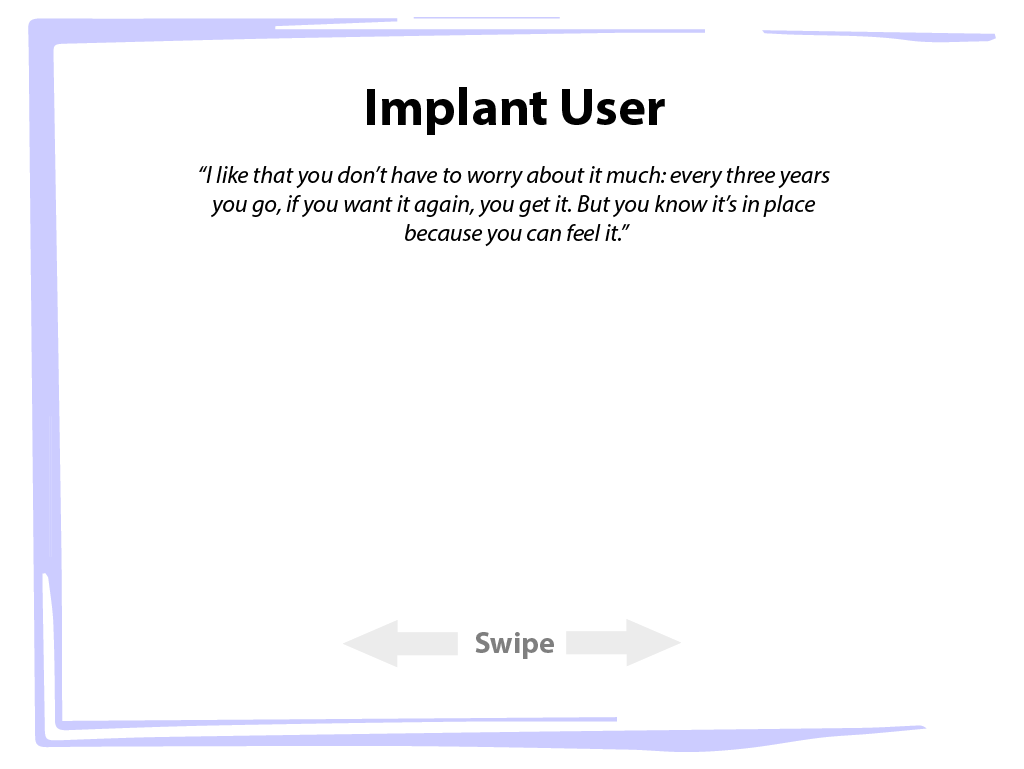 Implant User
“I like that you don’t have to worry about it much: every three years
you go, if you want it again, you get it. But you know it’s in place
because you can feel it.”
Swipe